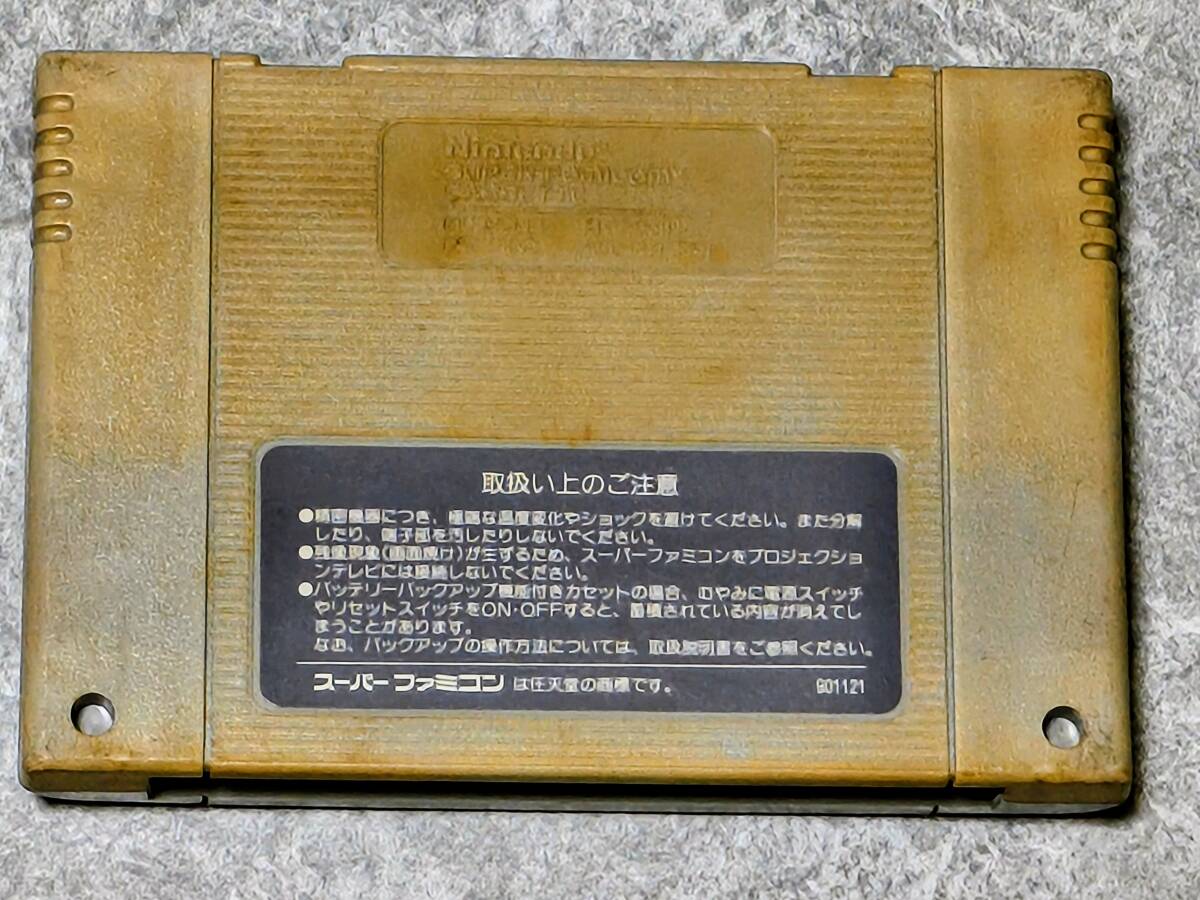 Nintendo
取扱い上のご注意
●精密機器につき、極端な温度変化やショックを避けてください。また分解
したり、端子部を汚したりしないでください。
●残像現象(画面焼け)が生ずるため、スーパーファミコンをプロジェクショ
ンテレビには接続しないでください。
●バッテリーバックアップ機能付きカセットの場合、むやみに電源スイッチ
やリセットスイッチをON・OFFすると、蓄積されている内容が消えてし
まうことがあります。
なお、バックアップの操作方法については、取扱説明書をご参照ください。
スーパーファミコン は任天堂の商標です。
901121